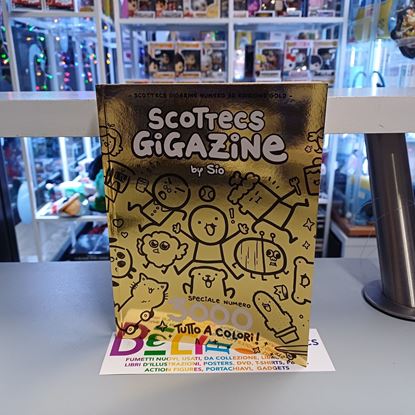 SCOTTECS GIGAZINE NUMERO 30 EDIZIONE GOLD
SCOTTECS
GIGAZINE
by Sio
SPECIALE NUMERO
3000
TUTTO A COLORI!
FUMETTI NUOVI, USATI, DA COLLEZIONE,
LIBRI D'ILLUSTRAZIONI, POSTERS, DVD, T-SHIRTS,
ACTION FIGURES, PORTACHIAVI, GADGETS